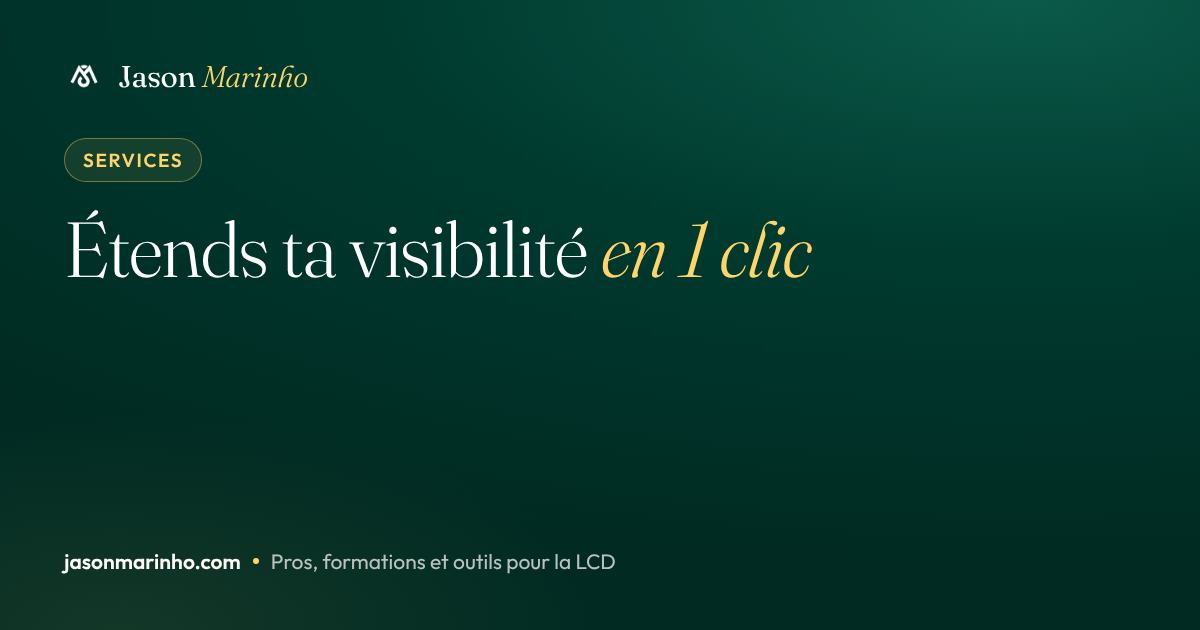 Jason Marinho
SERVICES
Étends ta visibilité en 1 clic
jasonmarinho.com • Pros, formations et outils pour la LCD